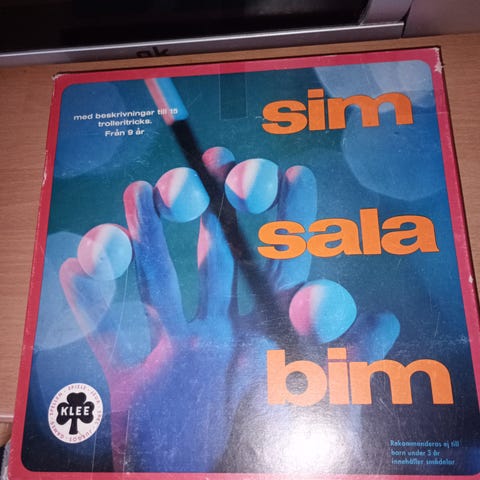 med beskrivningar till 15
trolleritricks.
Från 9 år
sim
sala
bim
KLEE
Rekommenderas ej till
barn under 3 år
innehåller smådelar.